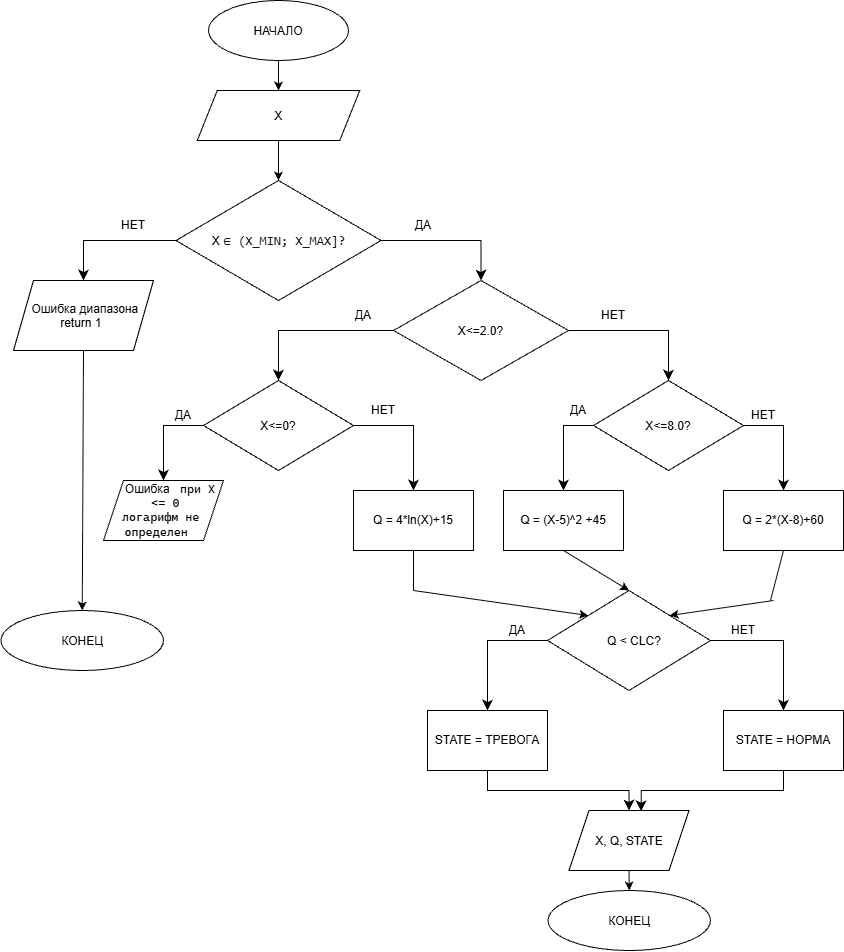 НАЧАЛО
X
X ∈ (X_MIN; X_MAX]?
НЕТ
ДА
Ошибка диапазона
return 1
X<=2.0?
ДА
НЕТ
X<=0?
ДА
НЕТ
X<=8.0?
ДА
НЕТ
Ошибка при X
<= 0
логарифм не
определен
Q = 4*ln(X)+15
Q = (X-5)^2 +45
Q = 2*(X-8)+60
КОНЕЦ
Q < CLC?
ДА
НЕТ
STATE = ТРЕВОГА
STATE = НОРМА
X, Q, STATE
КОНЕЦ